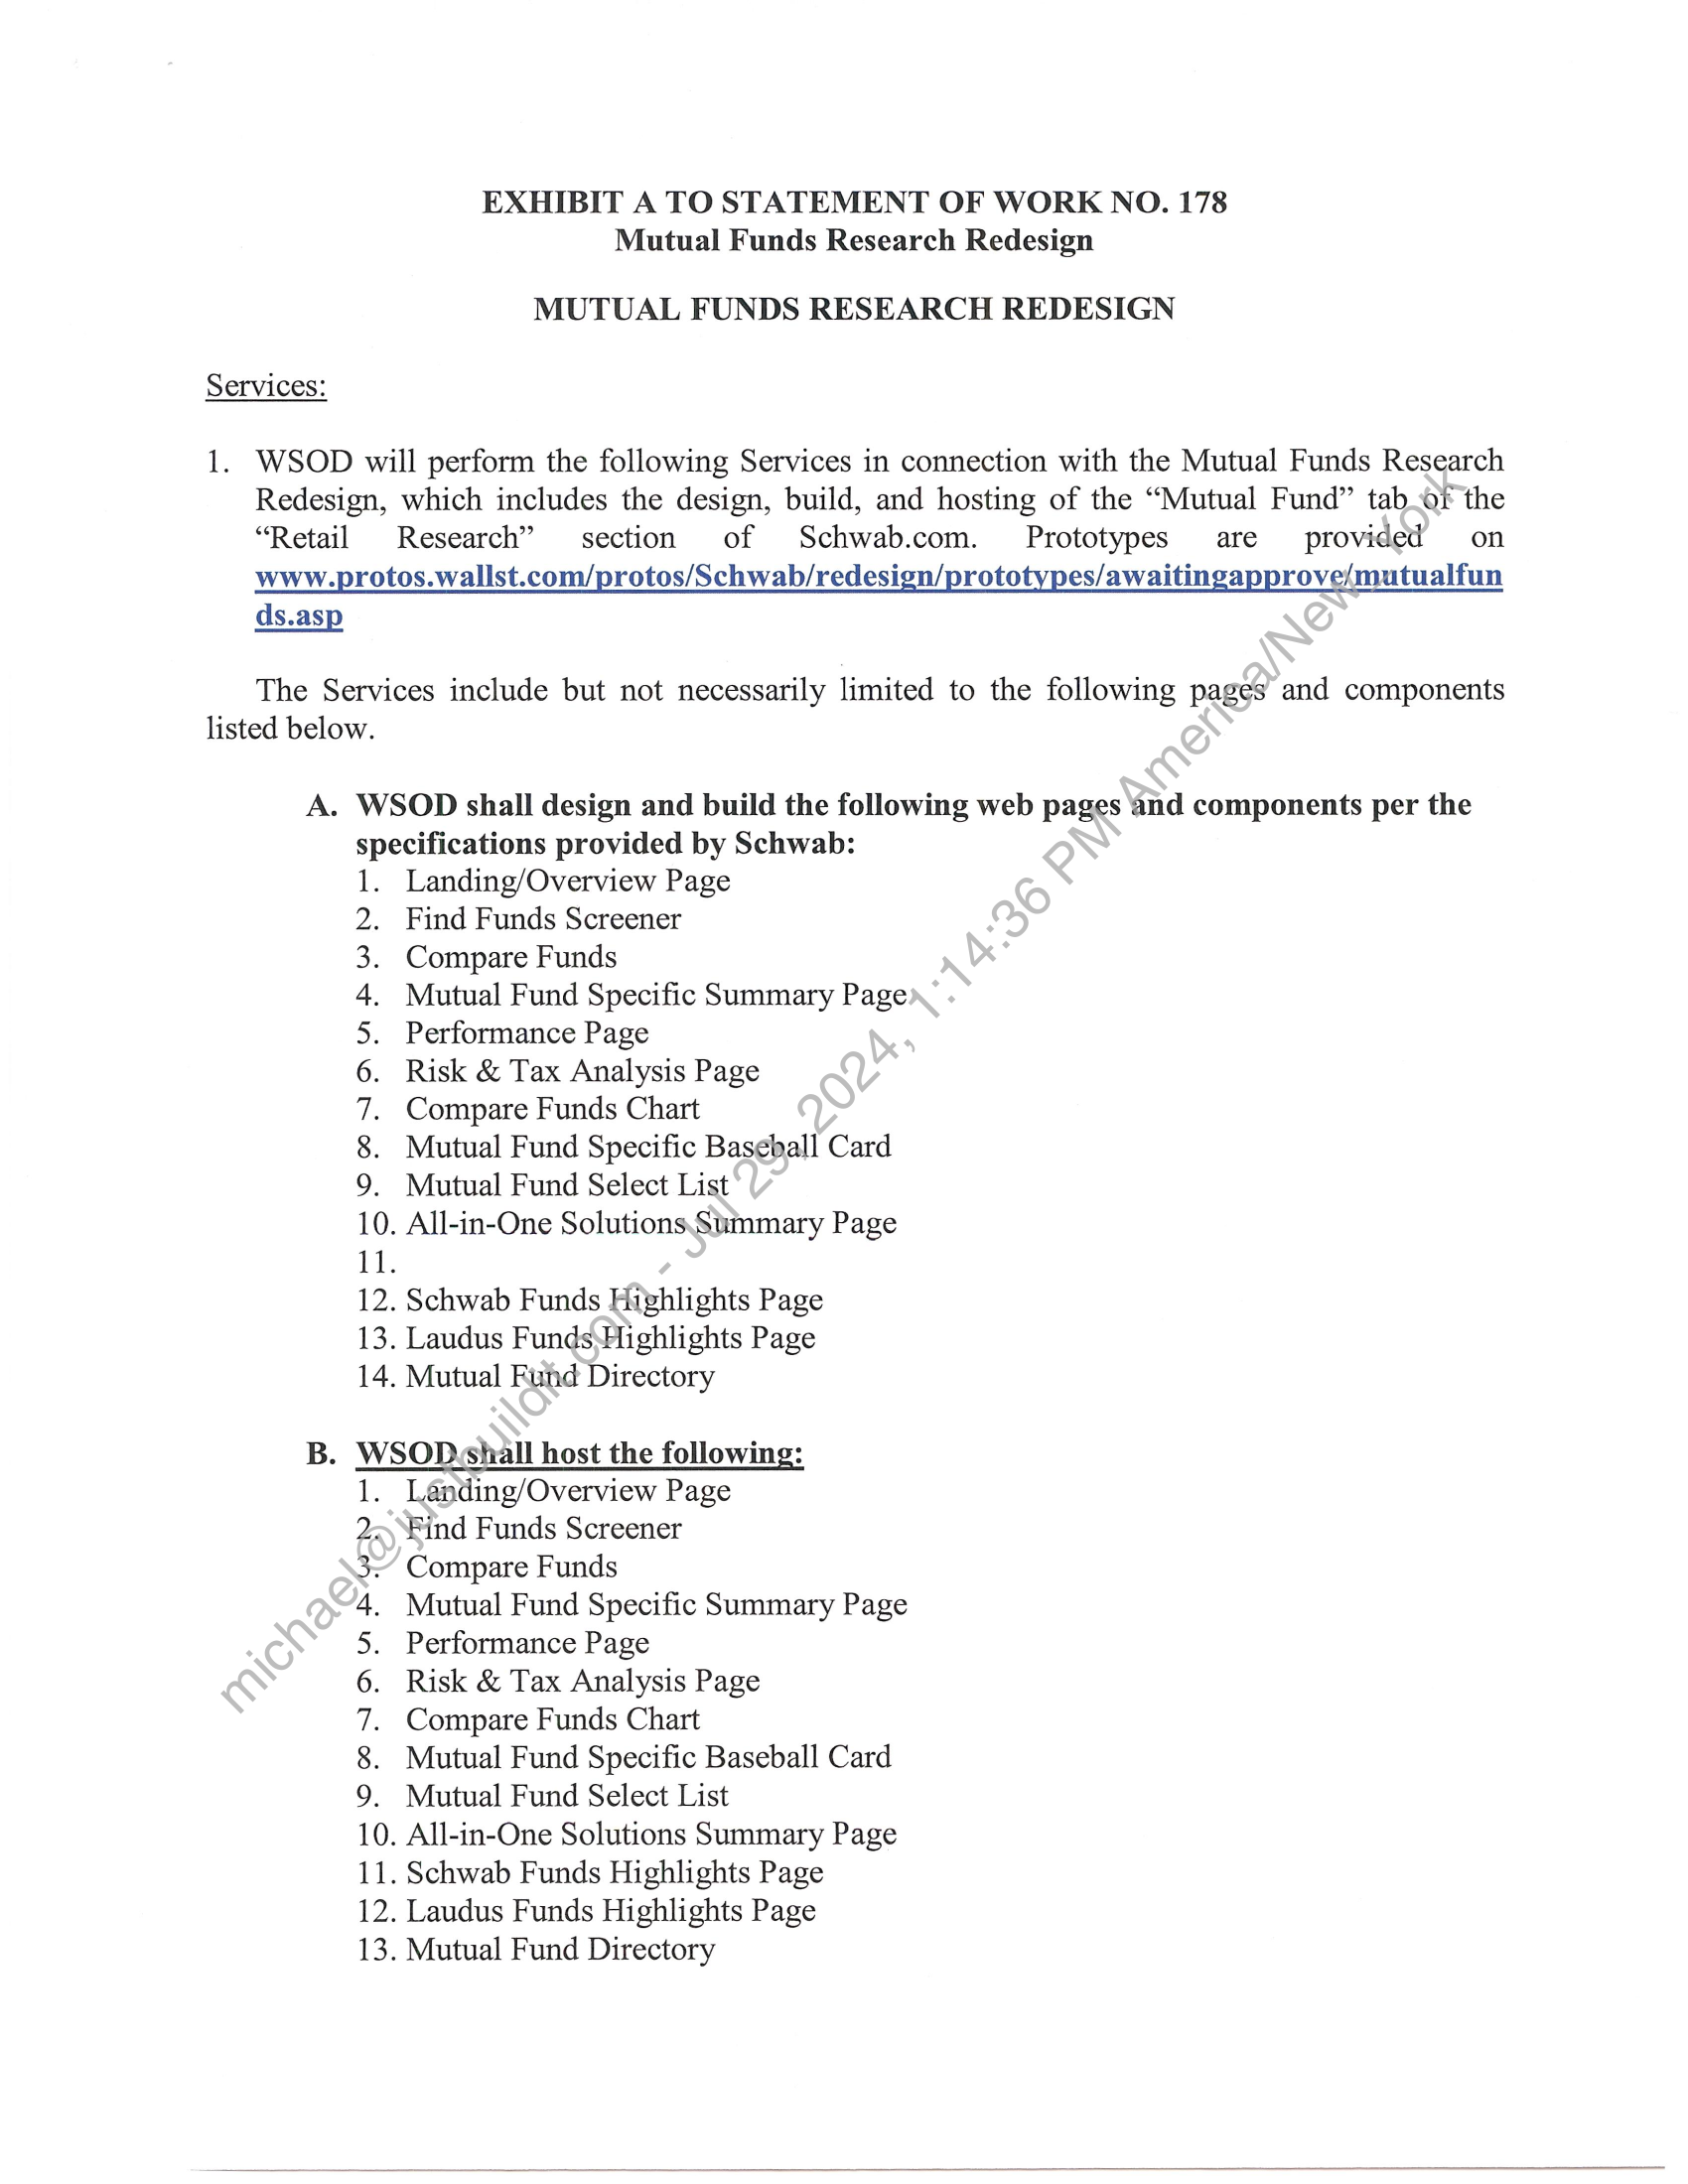 EXHIBIT A TO STATEMENT OF WORK NO. 178
Mutual Funds Research Redesign
MUTUAL FUNDS RESEARCH REDESIGN
Services:
1. WSOD will perform the following Services in connection with the Mutual Funds Research
Redesign, which includes the design, build, and hosting of the “Mutual Fund” tab of the
“Retail Research” section of Schwab.com. Prototypes are provided on
www.protos.wallst.com/protos/Schwab/redesign/prototypes/awaitingapprove/mutualfun
ds.asp
The Services include but not necessarily limited to the following pages and components
listed below.
A. WSOD shall design and build the following web pages and components per the
specifications provided by Schwab:
1. Landing/Overview Page
2. Find Funds Screener
3. Compare Funds
4. Mutual Fund Specific Summary Page
5. Performance Page
6. Risk & Tax Analysis Page
7. Compare Funds Chart
8. Mutual Fund Specific Baseball Card
9. Mutual Fund Select List
10. All-in-One Solutions Summary Page
11.
12. Schwab Funds Highlights Page
13. Laudus Funds Highlights Page
14. Mutual Fund Directory
B. WSOD shall host the following:
1. Landing/Overview Page
2. Find Funds Screener
3. Compare Funds
4. Mutual Fund Specific Summary Page
5. Performance Page
6. Risk & Tax Analysis Page
7. Compare Funds Chart
8. Mutual Fund Specific Baseball Card
9. Mutual Fund Select List
10. All-in-One Solutions Summary Page
11. Schwab Funds Highlights Page
12. Laudus Funds Highlights Page
13. Mutual Fund Directory
michael@justbuildit.com - Jul 29, 2024, 1:14:36 PM America/New_York